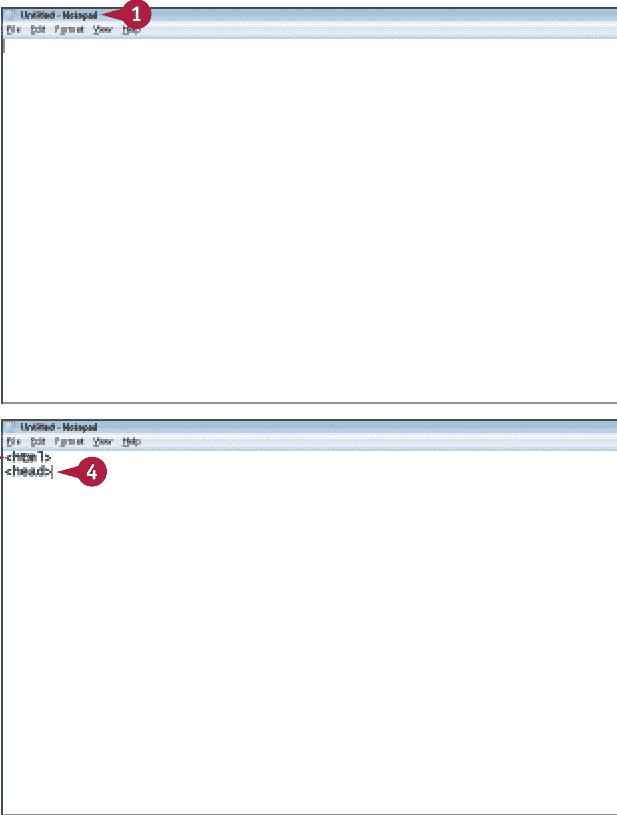 Untitled - Notepad
1
File Edit Format View Help
Untitled - Notepad
File Edit Format View Help
<html>
<head>
4